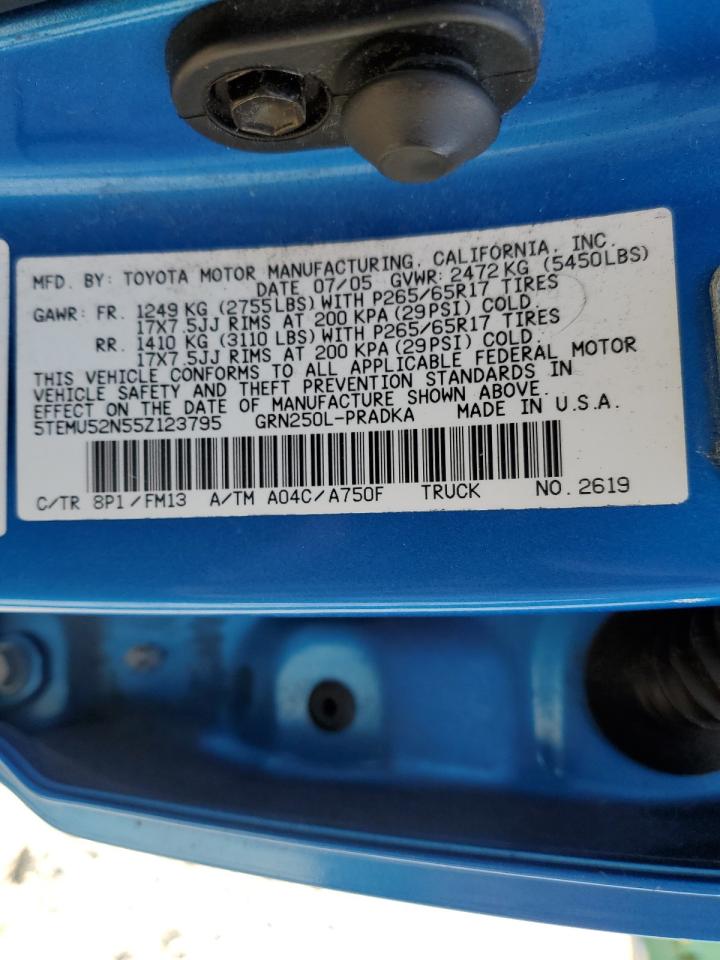 MFD. BY: TOYOTA MOTOR MANUFACTURING, CALIFORNIA, INC.
DATE 07/05 GVWR: 2472 KG (5450LBS)
GAWR: FR. 1249 KG (2755LBS) WITH P265/65R17 TIRES
17X7.5JJ RIMS AT 200 KPA (29PSI) COLD.
RR. 1410 KG (3110 LBS) WITH P265/65R17 TIRES
17X7.5JJ RIMS AT 200 KPA (29PSI) COLD.
THIS VEHICLE CONFORMS TO ALL APPLICABLE FEDERAL MOTOR
VEHICLE SAFETY AND THEFT PREVENTION STANDARDS IN
EFFECT ON THE DATE OF MANUFACTURE SHOWN ABOVE.
5TEMU52N55Z123795 GRN250L-PRADKA MADE IN U.S.A.
C/TR 8P1/FM13 A/TM A04C/A750F TRUCK NO. 2619